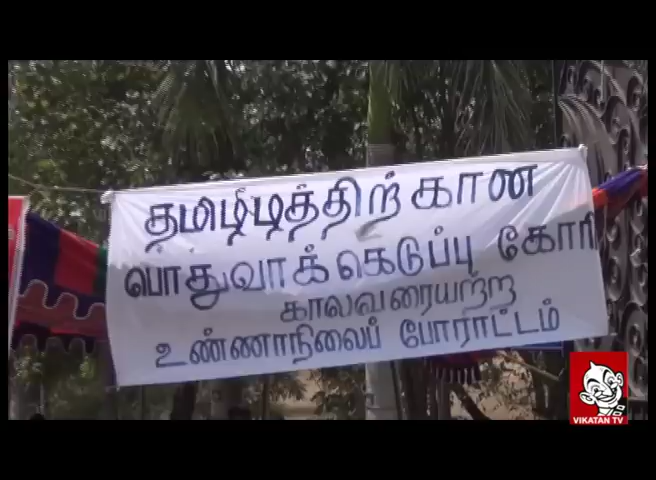 தமிழீழத்திற்கான
பொதுவாக்கெடுப்பு கோரி
காலவரையற்ற
உண்ணாநிலைப் போராட்டம்
VIKATAN TV